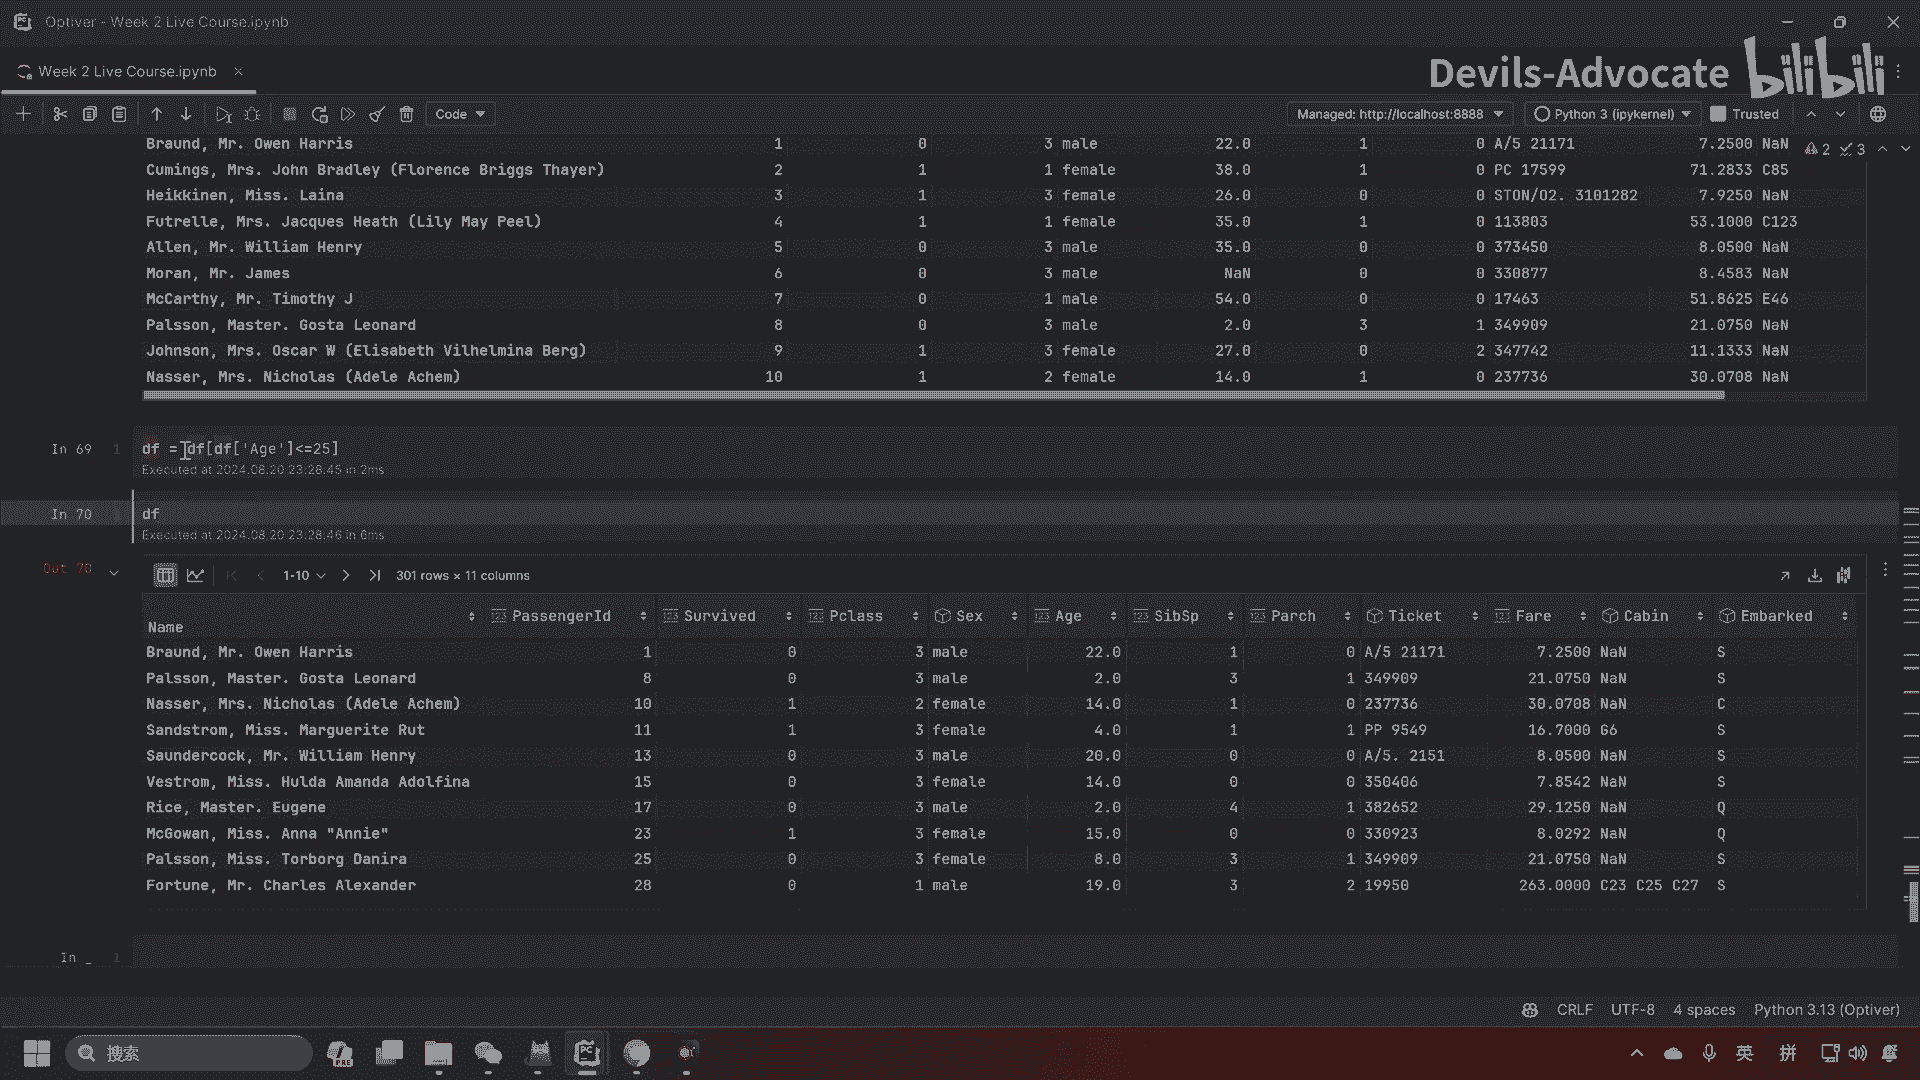 Optiver - Week 2 Live Course.ipynb
Week 2 Live Course.ipynb
Devils-Advocate bilibili
Code
Managed: http://localhost:8888 Python 3 (ipykernel) Trusted
Braund, Mr. Owen Harris 1 0 3 male 22.0 1 0 A/5 21171 7.2500 NaN
2 3
Cumings, Mrs. John Bradley (Florence Briggs Thayer) 2 1 1 female 38.0 1 0 PC 17599 71.2833 C85
Heikkinen, Miss. Laina 3 1 3 female 26.0 0 0 STON/O2. 3101282 7.9250 NaN
Futrelle, Mrs. Jacques Heath (Lily May Peel) 4 1 1 female 35.0 1 0 113803 53.1000 C123
Allen, Mr. William Henry 5 0 3 male 35.0 0 0 373450 8.0500 NaN
Moran, Mr. James 6 0 3 male NaN 0 0 330877 8.4583 NaN
McCarthy, Mr. Timothy J 7 0 1 male 54.0 0 0 17463 51.8625 E46
Palsson, Master. Gosta Leonard 8 0 3 male 2.0 3 1 349909 21.0750 NaN
Johnson, Mrs. Oscar W (Elisabeth Vilhelmina Berg) 9 1 3 female 27.0 0 2 347742 11.1333 NaN
Nasser, Mrs. Nicholas (Adele Achem) 10 1 2 female 14.0 1 0 237736 30.0708 NaN
In 69 1 df = df[df['Age']<=25]
Executed at 2024.08.20 23:28:45 in 2ms
In 70 1 df
Executed at 2024.08.20 23:28:46 in 6ms
Out 70 1-10 301 rows × 11 columns
Name PassengerId Survived Pclass Sex Age SibSp Parch Ticket Fare Cabin Embarked
Braund, Mr. Owen Harris 1 0 3 male 22.0 1 0 A/5 21171 7.2500 NaN S
Palsson, Master. Gosta Leonard 8 0 3 male 2.0 3 1 349909 21.0750 NaN S
Nasser, Mrs. Nicholas (Adele Achem) 10 1 2 female 14.0 1 0 237736 30.0708 NaN C
Sandstrom, Miss. Marguerite Rut 11 1 3 female 4.0 1 1 PP 9549 16.7000 G6 S
Saundercock, Mr. William Henry 13 0 3 male 20.0 0 0 A/5. 2151 8.0500 NaN S
Vestrom, Miss. Hulda Amanda Adolfina 15 0 3 female 14.0 0 0 350406 7.8542 NaN S
Rice, Master. Eugene 17 0 3 male 2.0 4 1 382652 29.1250 NaN Q
McGowan, Miss. Anna "Annie" 23 1 3 female 15.0 0 0 330923 8.0292 NaN Q
Palsson, Miss. Torborg Danira 25 0 3 female 8.0 3 1 349909 21.0750 NaN S
Fortune, Mr. Charles Alexander 28 0 1 male 19.0 3 2 19950 263.0000 C23 C25 C27 S
In _ 1
CRLF UTF-8 4 spaces Python 3.13 (Optiver)
搜索 PRE PC 英 拼